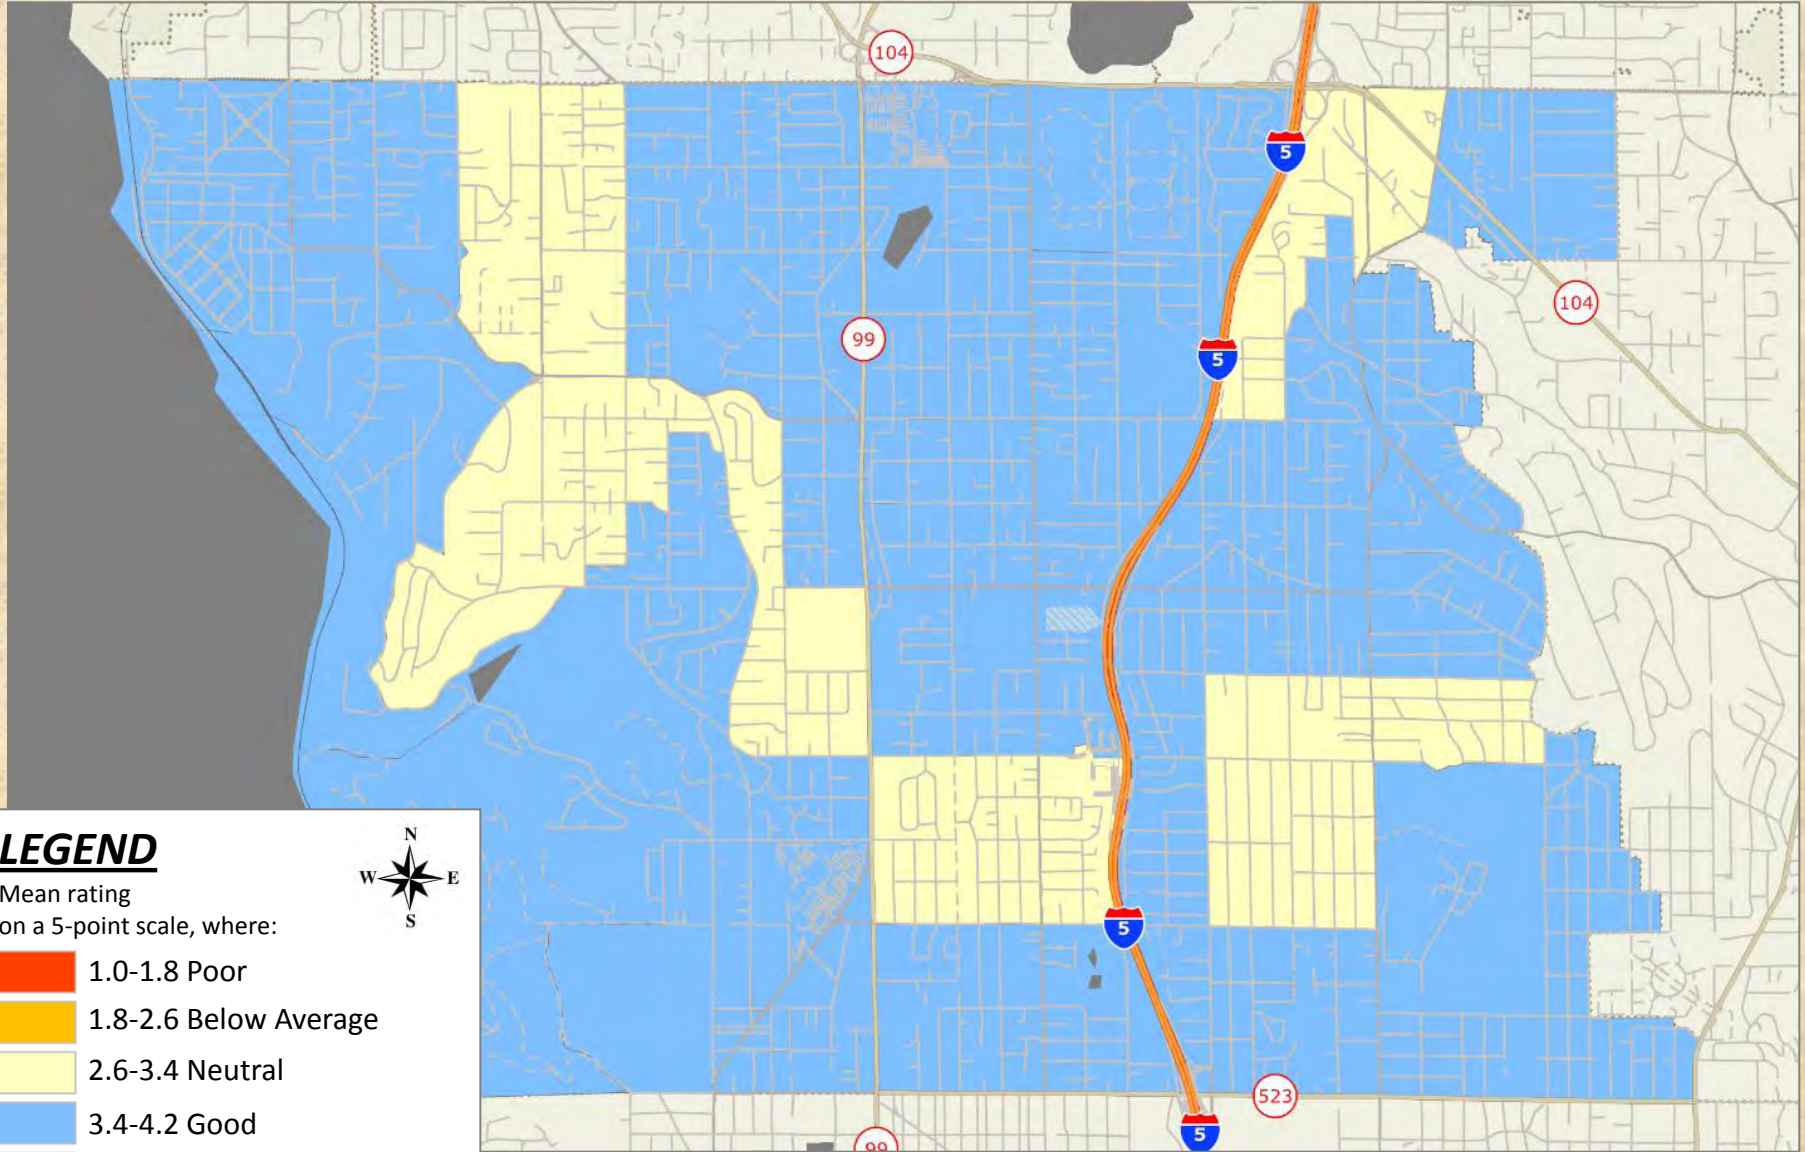 104
5
104
99
5
LEGEND
N
W E
S
Mean rating
on a 5-point scale, where:
1.0-1.8 Poor
5
1.8-2.6 Below Average
2.6-3.4 Neutral
523
3.4-4.2 Good
5
99